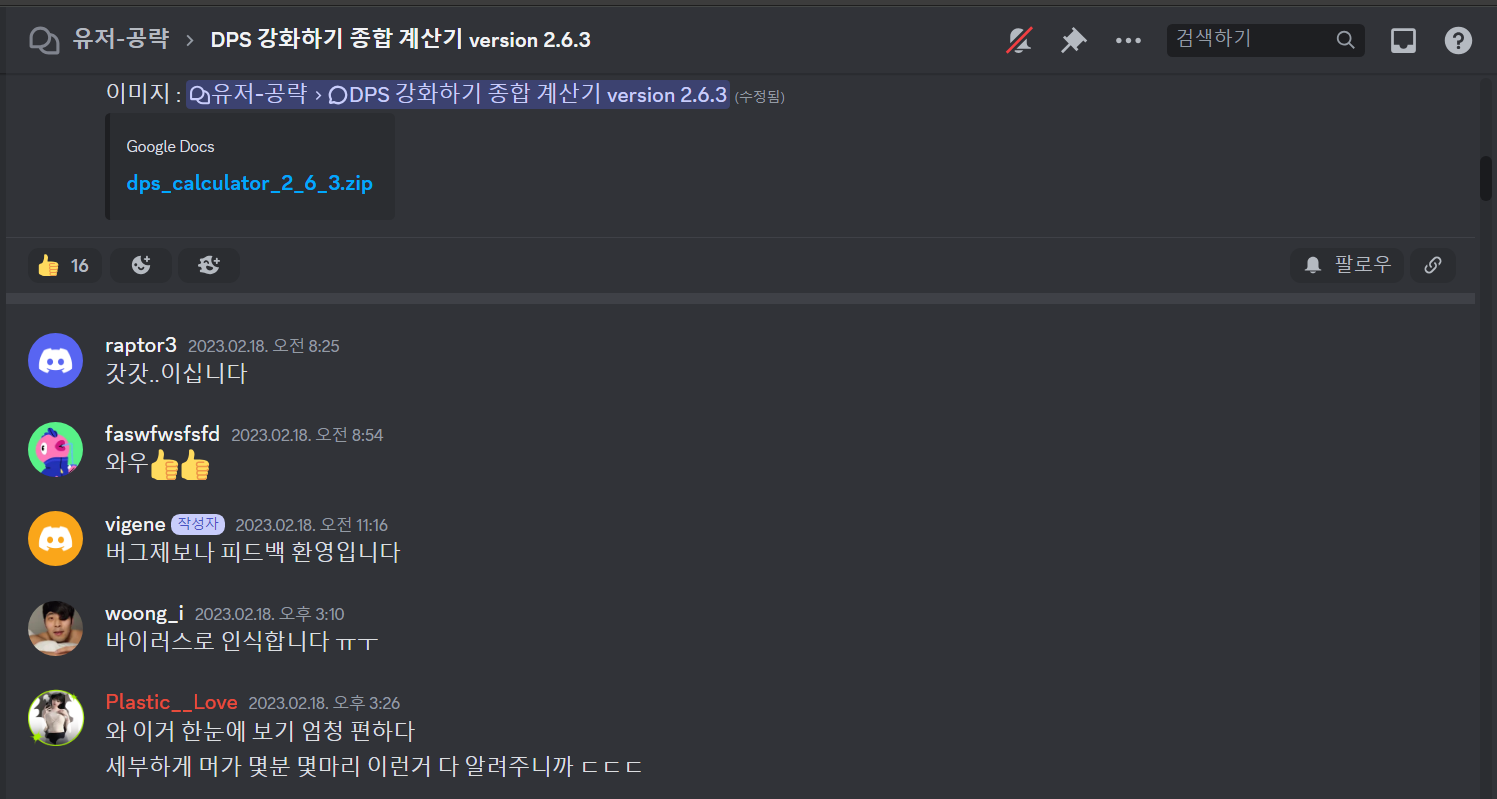 유저-공략 › DPS 강화하기 종합 계산기 version 2.6.3
검색하기
이미지 : 유저-공략 › DPS 강화하기 종합 계산기 version 2.6.3 (수정됨)
Google Docs
dps_calculator_2_6_3.zip
16
팔로우
raptor3 2023.02.18. 오전 8:25
갓갓..이십니다
faswfwsfsfd 2023.02.18. 오전 8:54
와우👍👍
vigene 작성자 2023.02.18. 오전 11:16
버그제보나 피드백 환영입니다
woong_i 2023.02.18. 오후 3:10
바이러스로 인식합니다 ㅠㅜ
Plastic__Love 2023.02.18. 오후 3:26
와 이거 한눈에 보기 엄청 편하다
세부하게 머가 몇분 몇마리 이런거 다 알려주니까 ㄷㄷㄷ